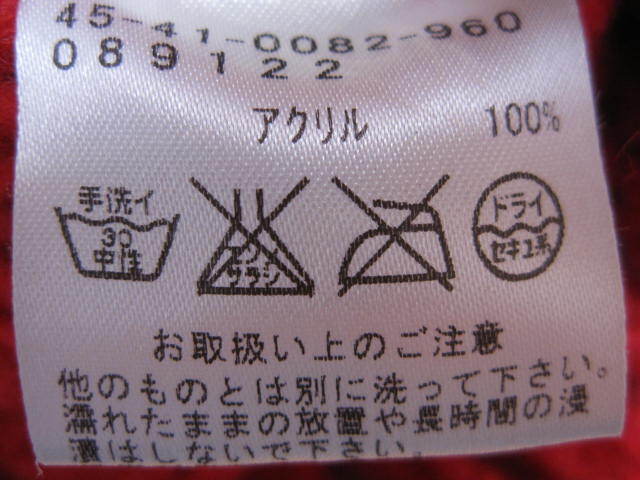 45-41-0082-960
089122
アクリル 100%
手洗イ
30
中性
エンソ
サラシ
ドライ
セキユ系
お取扱い上のご注意
他のものとは別に洗って下さい。
濡れたままの放置や長時間の浸
漬はしないで下さい。